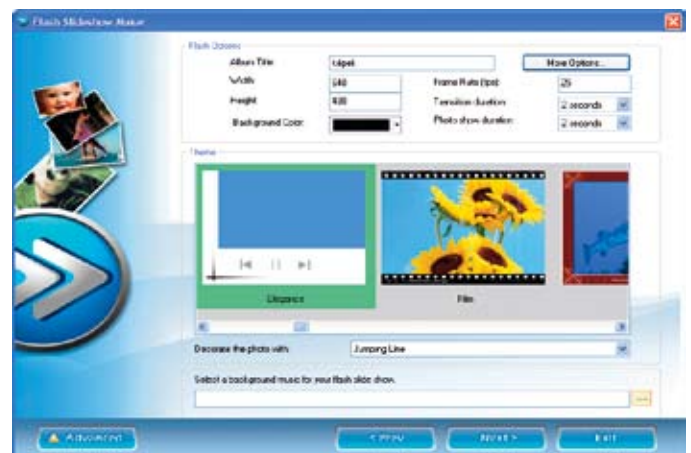 Flash Slideshow Maker
Flash Options
Album Title:
More Options...
Width:
640
Frame Rate (fps):
25
Height:
480
Transition duration:
2 seconds
Background Color:
Photo show duration:
2 seconds
Theme
Elegance
Film
Decorate the photo with:
Jumping Line
Select a background music for your flash slide show.
Advanced
< Prev
Next >
Exit